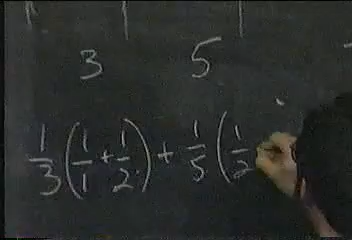 3 5
1/3 (1/1 + 1/2) + 1/5 (1/2